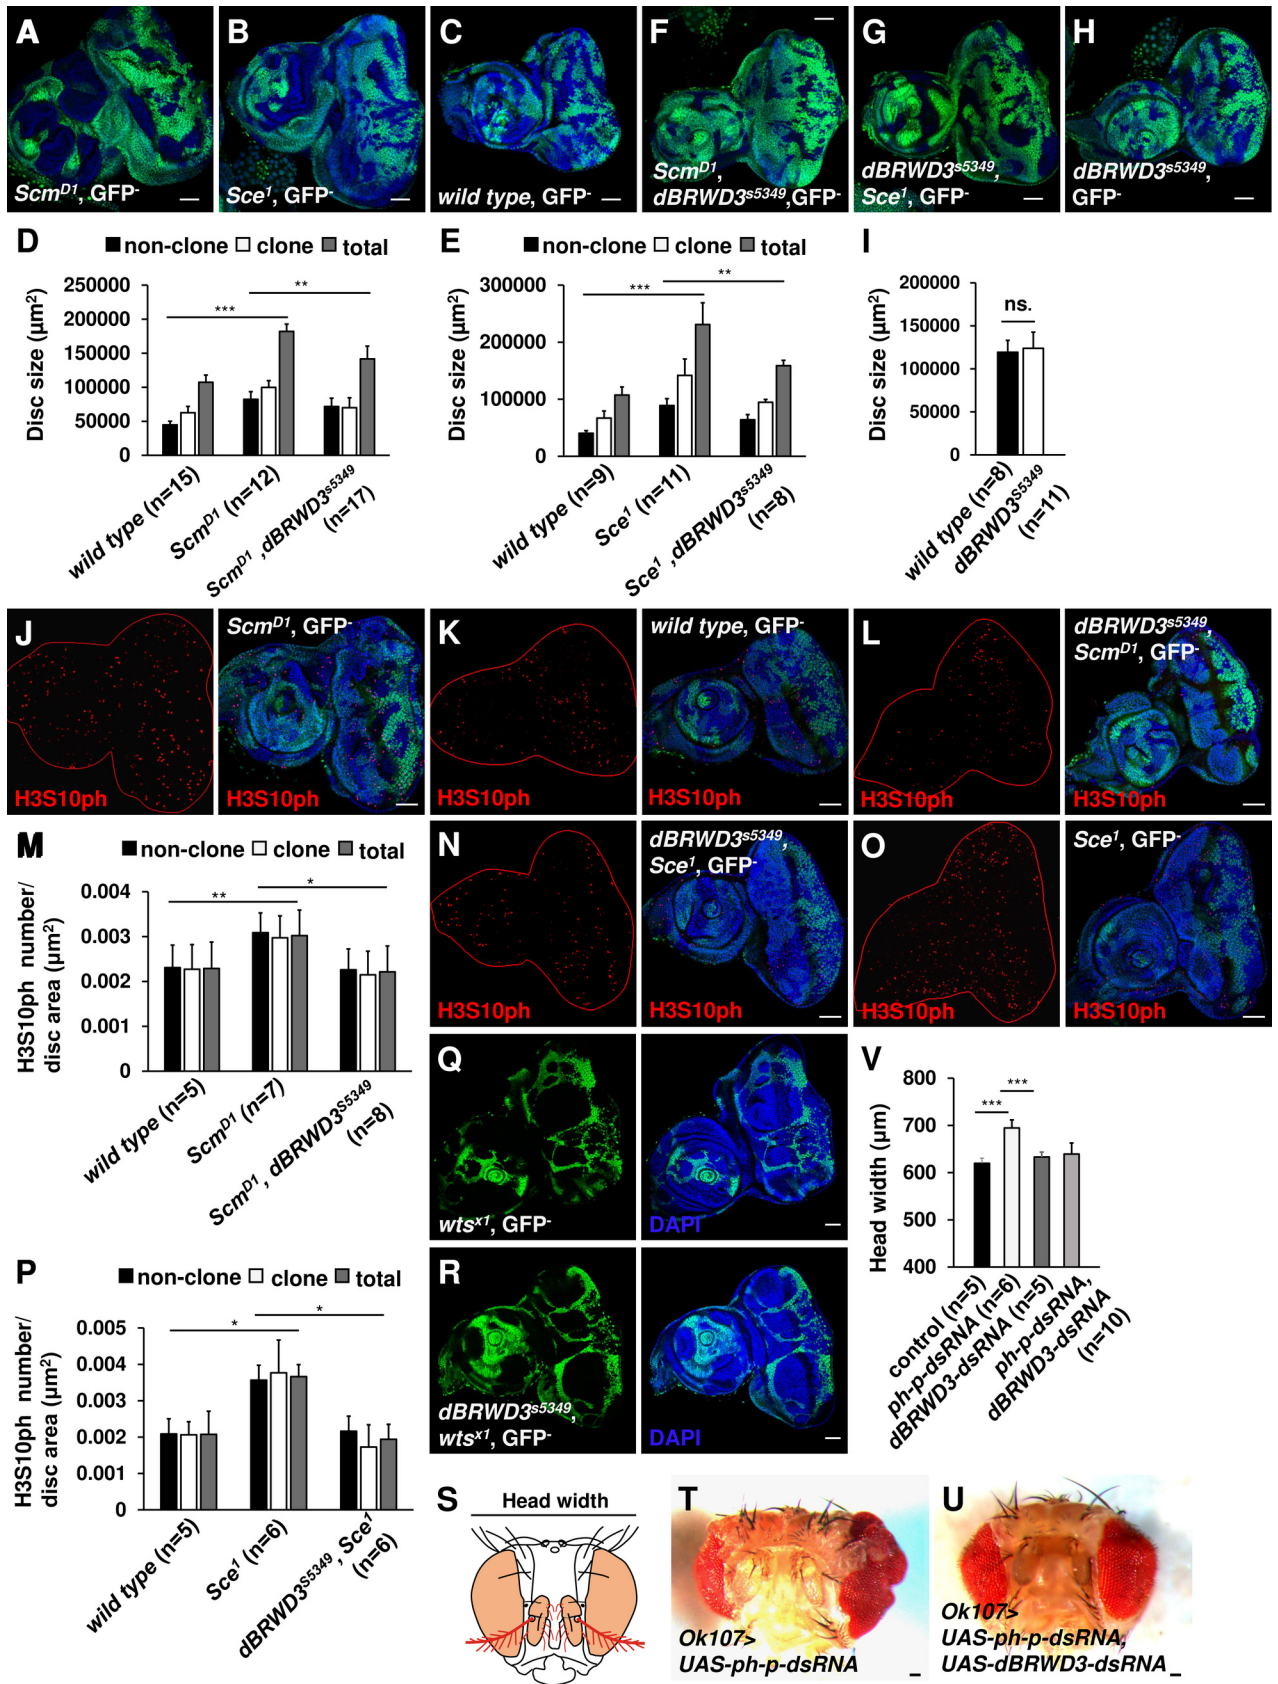 A
Scm^D1, GFP-
B
Sce^1, GFP-
C
wild type, GFP-
F
Scm^D1,
dBRWD3^s5349,GFP-
G
dBRWD3^s5349,
Sce^1, GFP-
H
dBRWD3^s5349,
GFP-
D
non-clone clone total
Disc size (µm²)
250000
200000
150000
100000
50000
0
***
**
wild type (n=15)
Scm^D1 (n=12)
Scm^D1 ,dBRWD3^s5349
(n=17)
E
non-clone clone total
Disc size (µm²)
300000
200000
100000
0
***
**
wild type (n=9)
Sce^1 (n=11)
Sce^1 ,dBRWD3^s5349
(n=8)
I
Disc size (µm²)
200000
150000
100000
50000
0
ns.
wild type (n=8)
dBRWD3^S5349
(n=11)
J
H3S10ph
Scm^D1, GFP-
H3S10ph
K
H3S10ph
wild type, GFP-
H3S10ph
L
H3S10ph
dBRWD3^s5349,
Scm^D1, GFP-
H3S10ph
M
non-clone clone total
H3S10ph number/
disc area (µm²)
0.004
0.003
0.002
0.001
0
**
*
wild type (n=5)
Scm^D1 (n=7)
Scm^D1, dBRWD3^S5349
(n=8)
N
H3S10ph
dBRWD3^s5349,
Sce^1, GFP-
H3S10ph
O
H3S10ph
Sce^1, GFP-
H3S10ph
P
non-clone clone total
H3S10ph number/
disc area (µm²)
0.005
0.004
0.003
0.002
0.001
0
*
*
wild type (n=5)
Sce^1 (n=6)
dBRWD3^S5349, Sce^1
(n=6)
Q
wts^x1, GFP-
DAPI
R
dBRWD3^s5349,
wts^x1, GFP-
DAPI
V
Head width (µm)
800
700
600
500
400
***
***
control (n=5)
ph-p-dsRNA (n=6)
dBRWD3-dsRNA (n=5)
ph-p-dsRNA,
dBRWD3-dsRNA
(n=10)
S
Head width
T
Ok107>
UAS-ph-p-dsRNA
U
Ok107>
UAS-ph-p-dsRNA,
UAS-dBRWD3-dsRNA